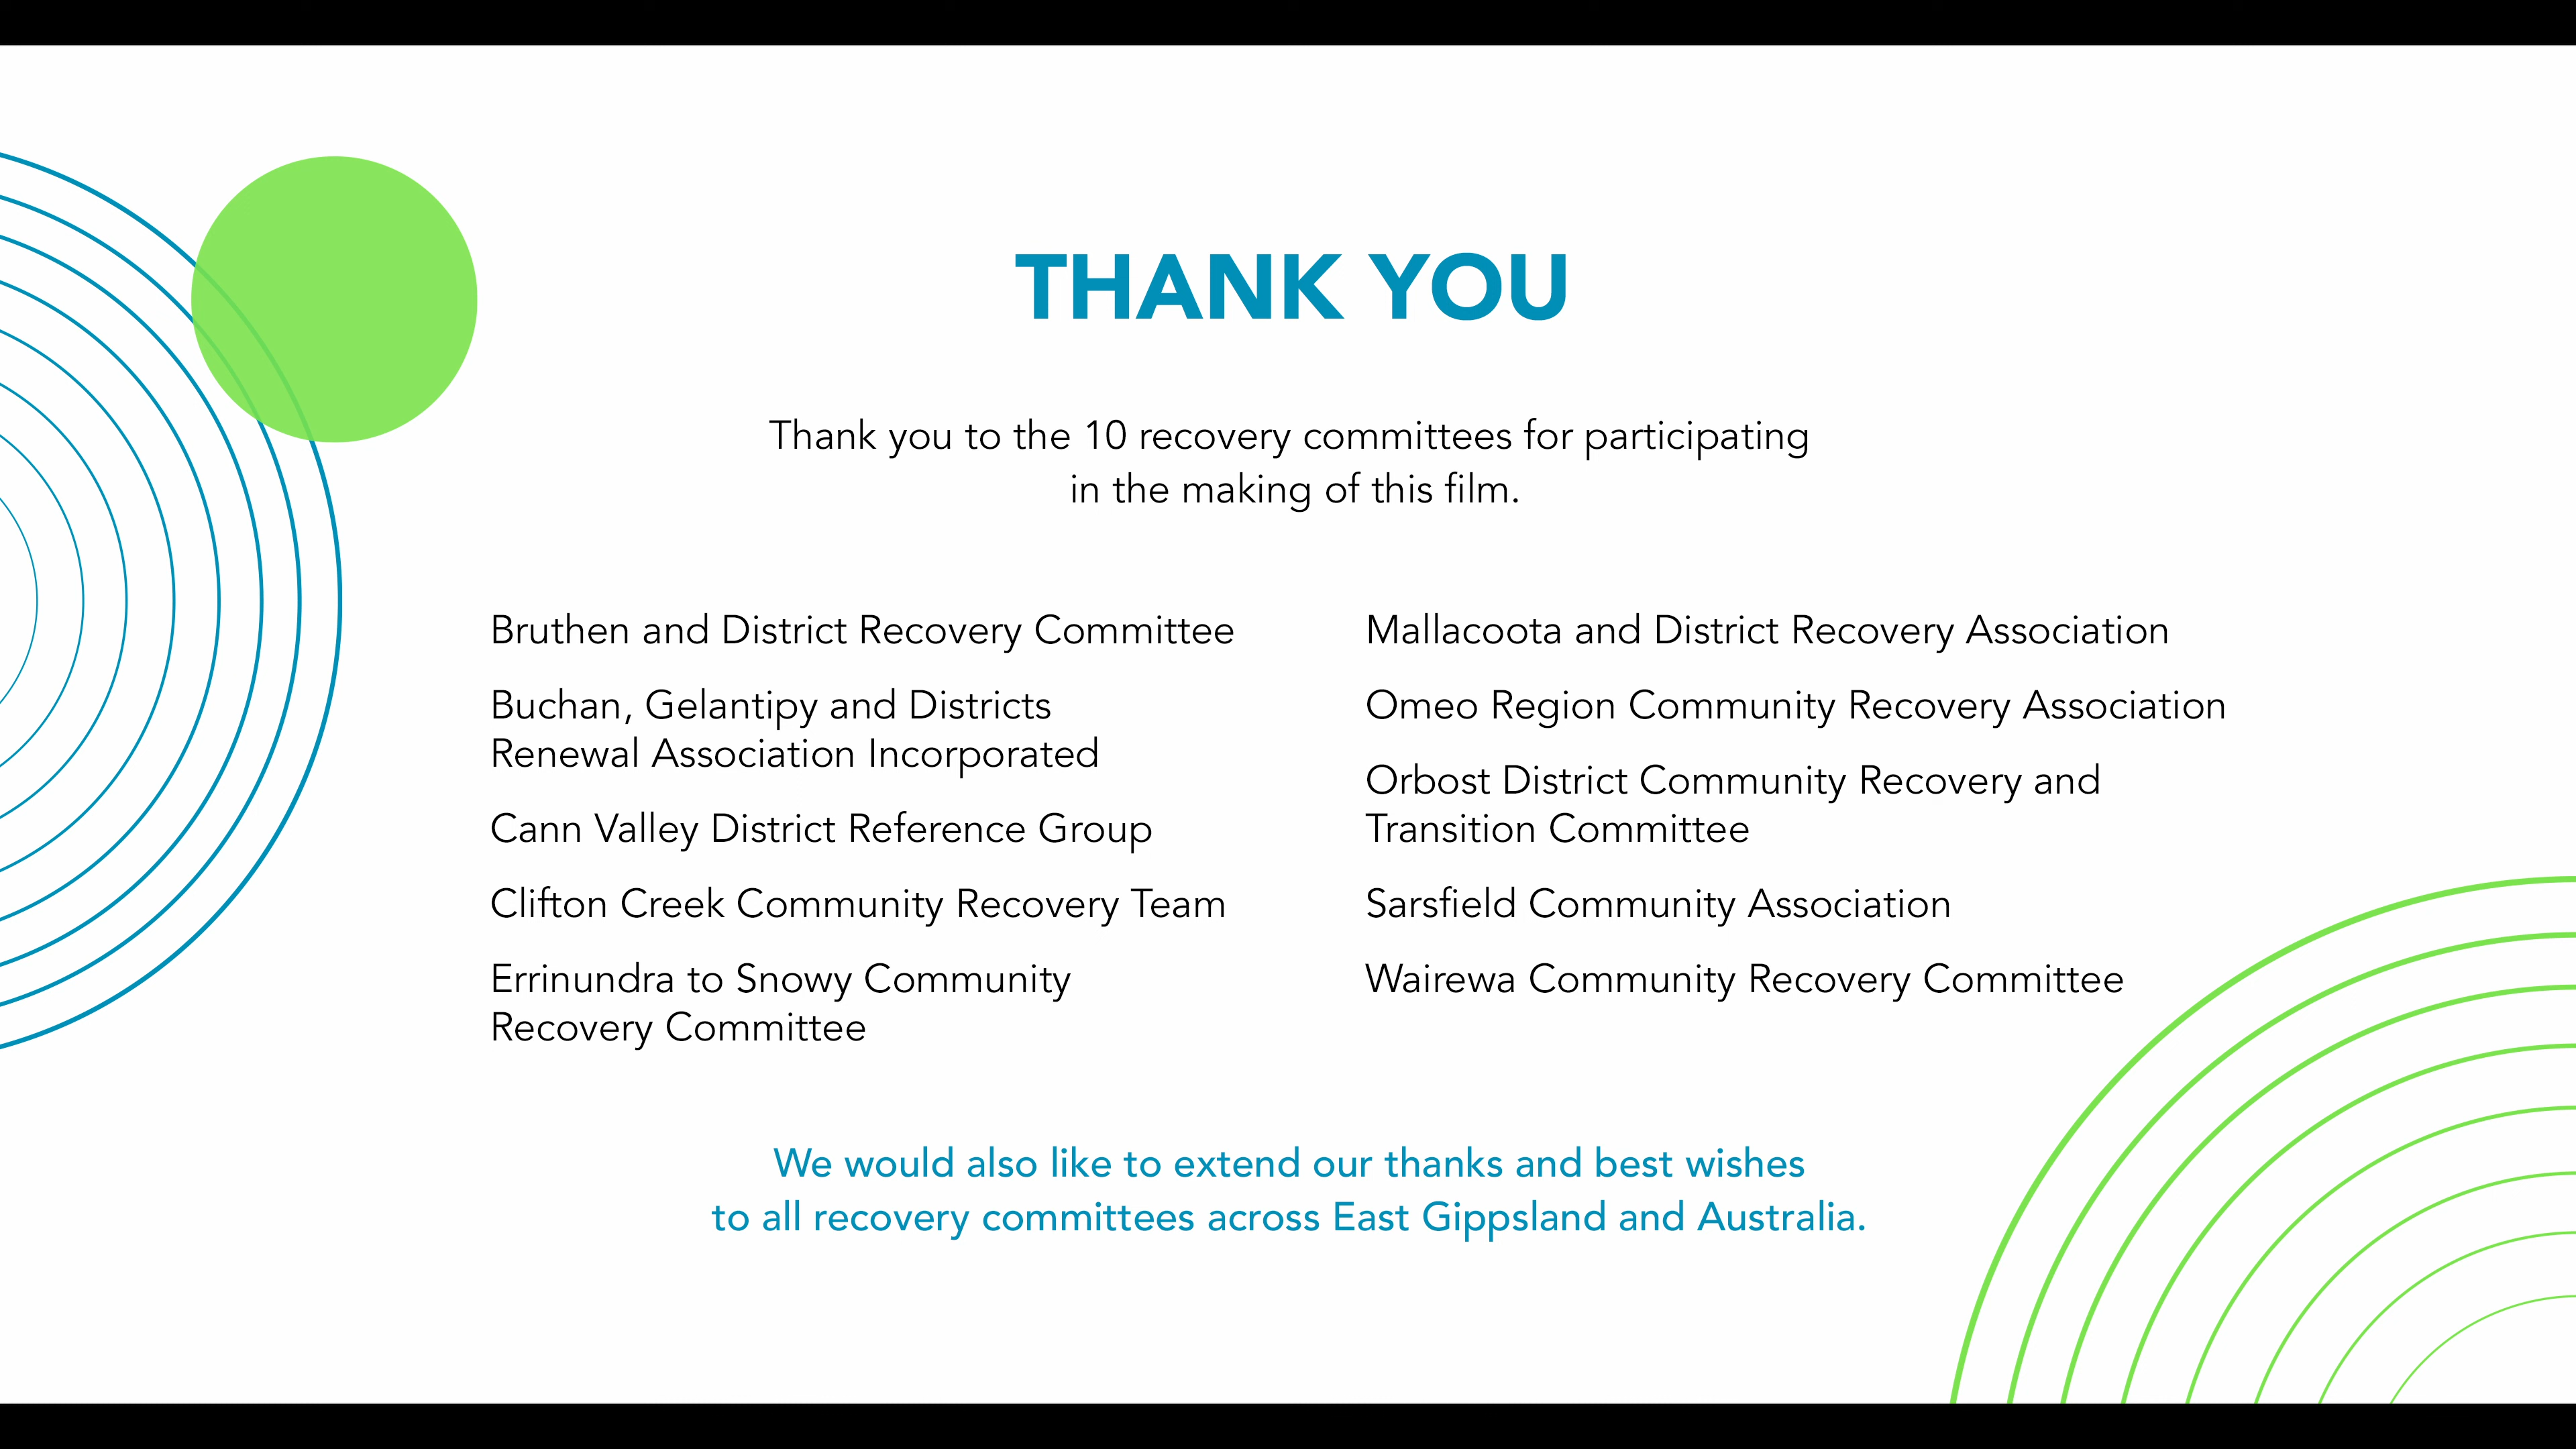 THANK YOU
Thank you to the 10 recovery committees for participating
in the making of this film.
Bruthen and District Recovery Committee
Buchan, Gelantipy and Districts
Renewal Association Incorporated
Cann Valley District Reference Group
Clifton Creek Community Recovery Team
Errinundra to Snowy Community
Recovery Committee
Mallacoota and District Recovery Association
Omeo Region Community Recovery Association
Orbost District Community Recovery and
Transition Committee
Sarsfield Community Association
Wairewa Community Recovery Committee
We would also like to extend our thanks and best wishes
to all recovery committees across East Gippsland and Australia.